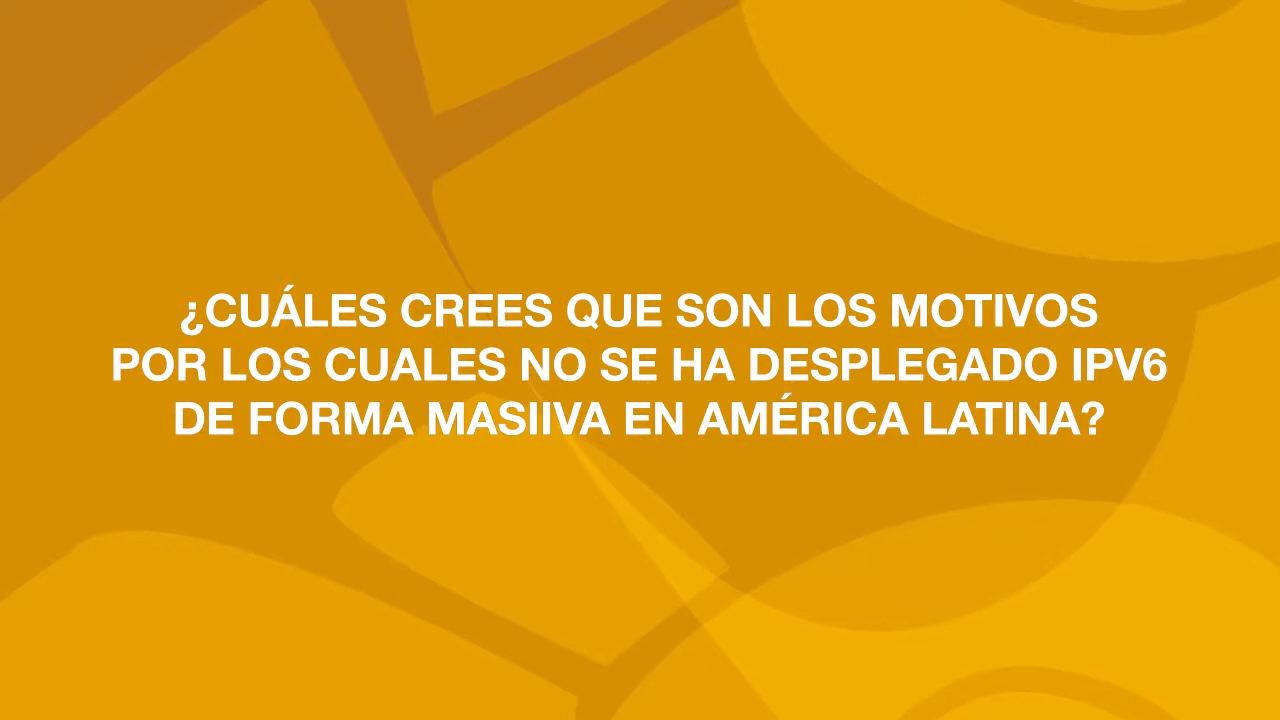 ¿CUÁLES CREES QUE SON LOS MOTIVOS
POR LOS CUALES NO SE HA DESPLEGADO IPV6
DE FORMA MASIIVA EN AMÉRICA LATINA?